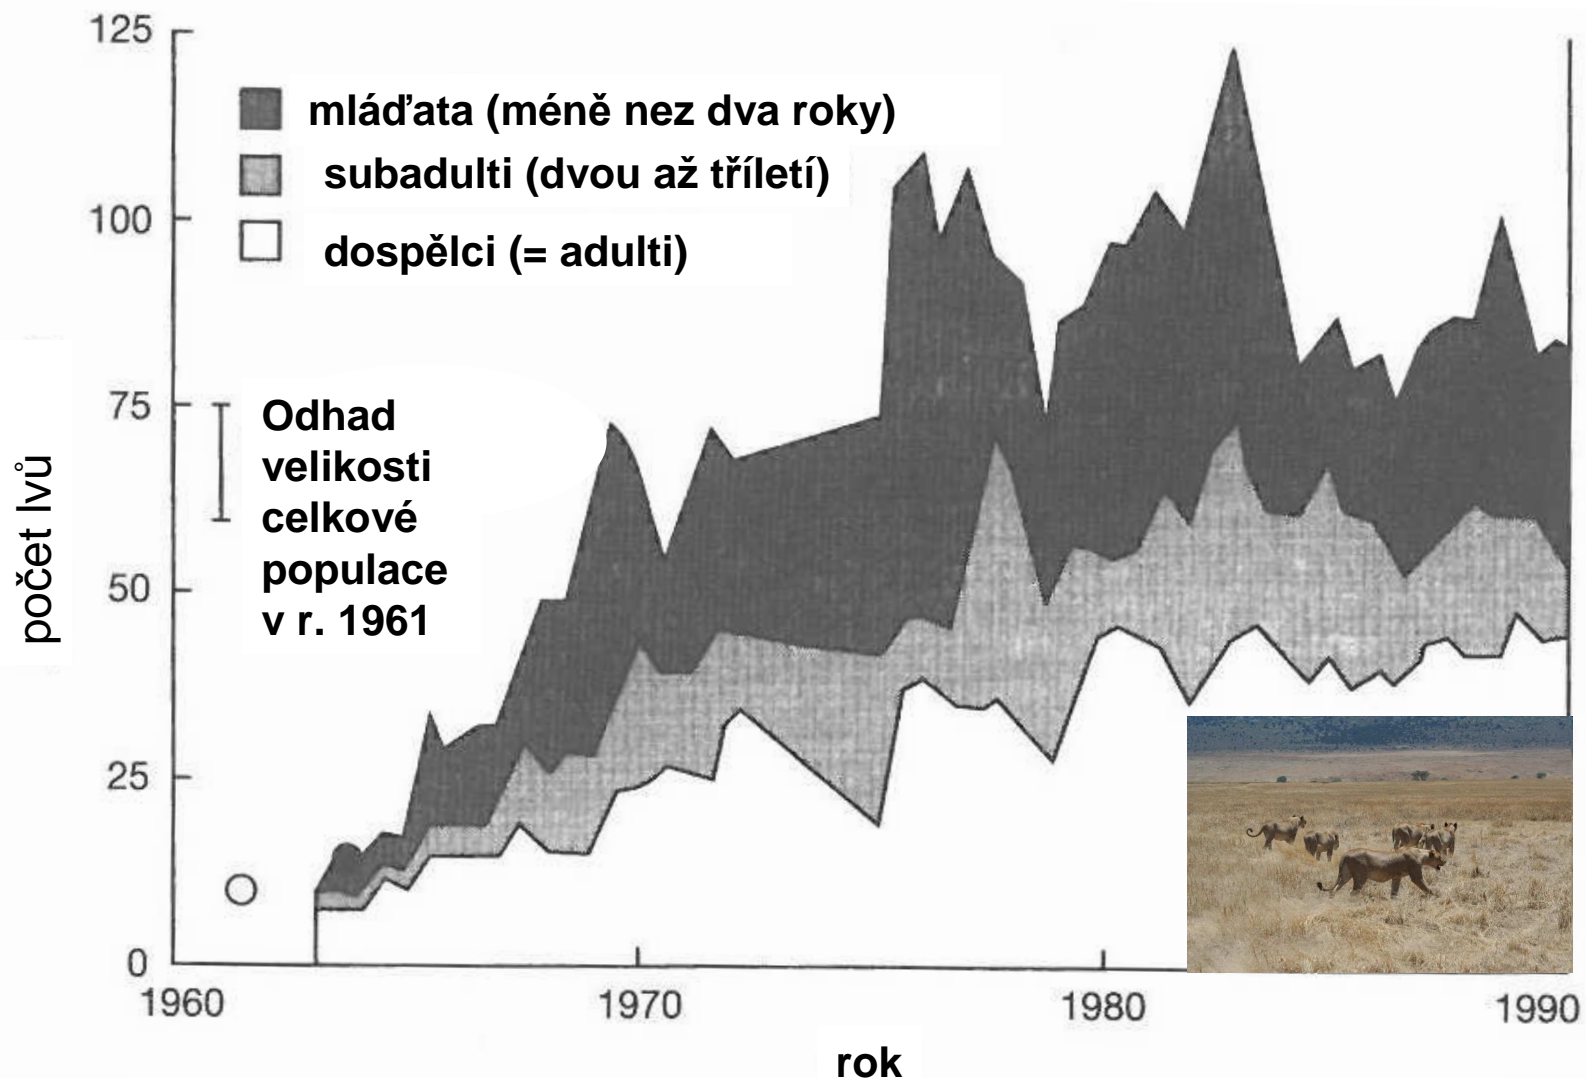 125
100
75
50
25
0
mláďata (méně nez dva roky)
subadulti (dvou až tříletí)
dospělci (= adulti)
Odhad
velikosti
celkové
populace
v r. 1961
počet lvů
1960
1970
1980
1990
rok